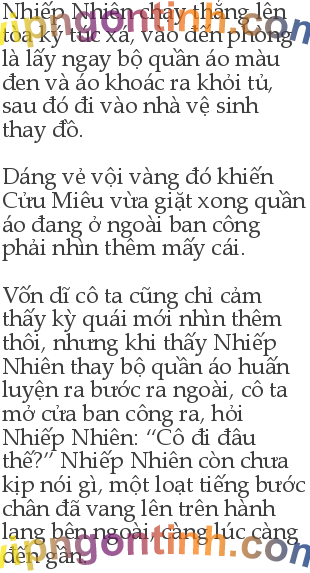 Nhiếp Nhiên chạy thẳng lên
tòa ký túc xá, vào đến phòng
là lấy ngay bộ quần áo màu
đen và áo khoác ra khỏi tủ,
sau đó đi vào nhà vệ sinh
thay đồ.
Dáng vẻ vội vàng đó khiến
Cửu Miêu vừa giặt xong quần
áo đang ở ngoài ban công
phải nhìn thêm mấy cái.
Vốn dĩ cô ta cũng chỉ cảm
thấy kỳ quái mới nhìn thêm
thôi, nhưng khi thấy Nhiếp
Nhiên thay bộ quần áo huấn
luyện ra bước ra ngoài, cô ta
mở cửa ban công ra, hỏi
Nhiếp Nhiên: “Cô đi đâu
thế?” Nhiếp Nhiên còn chưa
kịp nói gì, một loạt tiếng bước
chân đã vang lên trên hành
lang bên ngoài, càng lúc càng
đến gần.